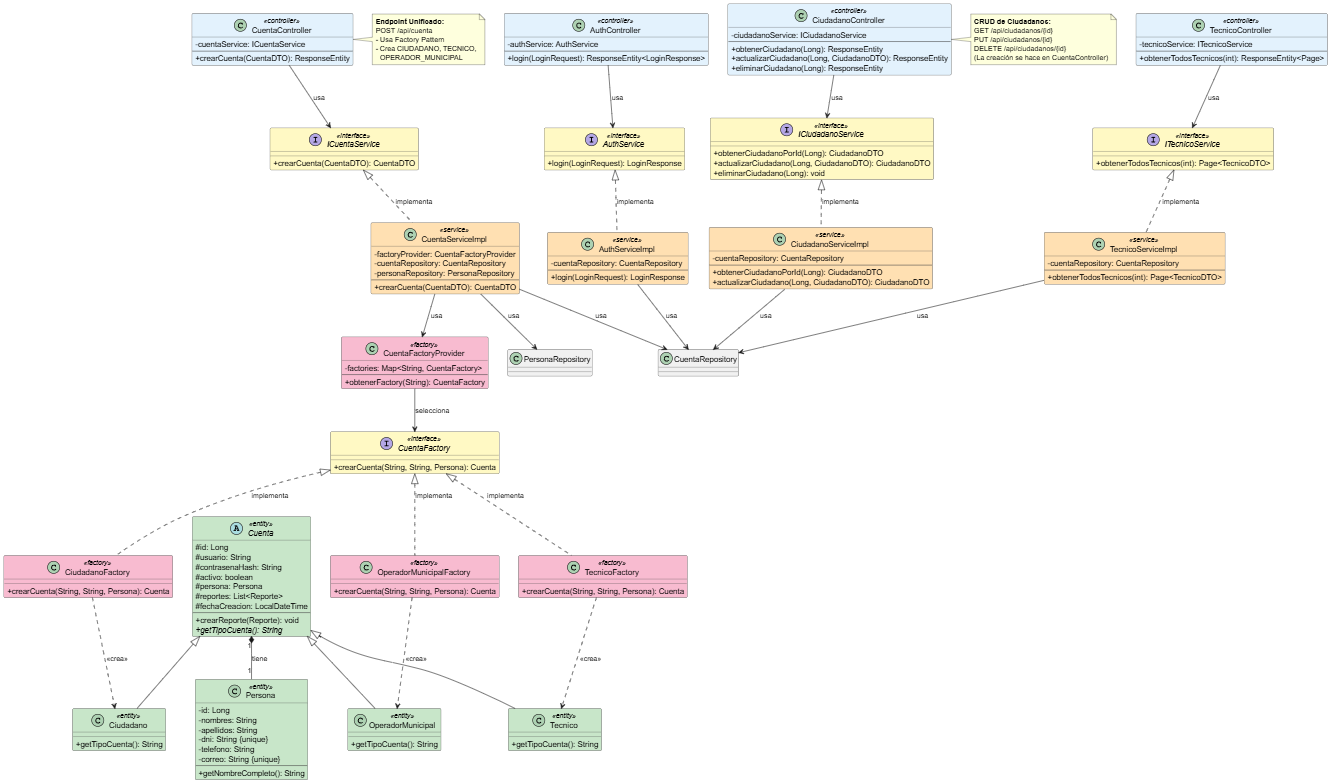 «controller»
C CuentaController
-cuentaService: ICuentaService
+crearCuenta(CuentaDTO): ResponseEntity
Endpoint Unificado:
POST /api/cuenta
- Usa Factory Pattern
- Crea CIUDADANO, TECNICO,
OPERADOR_MUNICIPAL
«controller»
C AuthController
-authService: AuthService
+login(LoginRequest): ResponseEntity<LoginResponse>
«controller»
C CiudadanoController
-ciudadanoService: ICiudadanoService
+obtenerCiudadano(Long): ResponseEntity
+actualizarCiudadano(Long, CiudadanoDTO): ResponseEntity
+eliminarCiudadano(Long): ResponseEntity
CRUD de Ciudadanos:
GET /api/ciudadanos/{id}
PUT /api/ciudadanos/{id}
DELETE /api/ciudadanos/{id}
(La creación se hace en CuentaController)
«controller»
C TecnicoController
-tecnicoService: ITecnicoService
+obtenerTodosTecnicos(int): ResponseEntity<Page>
usa
usa
usa
usa
«interface»
I ICuentaService
+crearCuenta(CuentaDTO): CuentaDTO
«interface»
I AuthService
+login(LoginRequest): LoginResponse
«interface»
I ICiudadanoService
+obtenerCiudadanoPorId(Long): CiudadanoDTO
+actualizarCiudadano(Long, CiudadanoDTO): CiudadanoDTO
+eliminarCiudadano(Long): void
«interface»
I ITecnicoService
+obtenerTodosTecnicos(int): Page<TecnicoDTO>
implementa
implementa
implementa
implementa
«service»
C CuentaServiceImpl
-factoryProvider: CuentaFactoryProvider
-cuentaRepository: CuentaRepository
-personaRepository: PersonaRepository
+crearCuenta(CuentaDTO): CuentaDTO
«service»
C AuthServiceImpl
-cuentaRepository: CuentaRepository
+login(LoginRequest): LoginResponse
«service»
C CiudadanoServiceImpl
-cuentaRepository: CuentaRepository
+obtenerCiudadanoPorId(Long): CiudadanoDTO
+actualizarCiudadano(Long, CiudadanoDTO): CiudadanoDTO
«service»
C TecnicoServiceImpl
-cuentaRepository: CuentaRepository
+obtenerTodosTecnicos(int): Page<TecnicoDTO>
usa
usa
usa
usa
usa
usa
«factory»
C CuentaFactoryProvider
-factories: Map<String, CuentaFactory>
+obtenerFactory(String): CuentaFactory
C PersonaRepository
C CuentaRepository
selecciona
«interface»
I CuentaFactory
+crearCuenta(String, String, Persona): Cuenta
implementa
implementa
implementa
«entity»
A Cuenta
#id: Long
#usuario: String
#contrasenaHash: String
#activo: boolean
#persona: Persona
#reportes: List<Reporte>
#fechaCreacion: LocalDateTime
+crearReporte(Reporte): void
+getTipoCuenta(): String
«factory»
C CiudadanoFactory
+crearCuenta(String, String, Persona): Cuenta
«factory»
C OperadorMunicipalFactory
+crearCuenta(String, String, Persona): Cuenta
«factory»
C TecnicoFactory
+crearCuenta(String, String, Persona): Cuenta
«crea»
1
tiene
1
«crea»
«crea»
«entity»
C Ciudadano
+getTipoCuenta(): String
«entity»
C Persona
-id: Long
-nombres: String
-apellidos: String
-dni: String {unique}
-telefono: String
-correo: String {unique}
+getNombreCompleto(): String
«entity»
C OperadorMunicipal
+getTipoCuenta(): String
«entity»
C Tecnico
+getTipoCuenta(): String